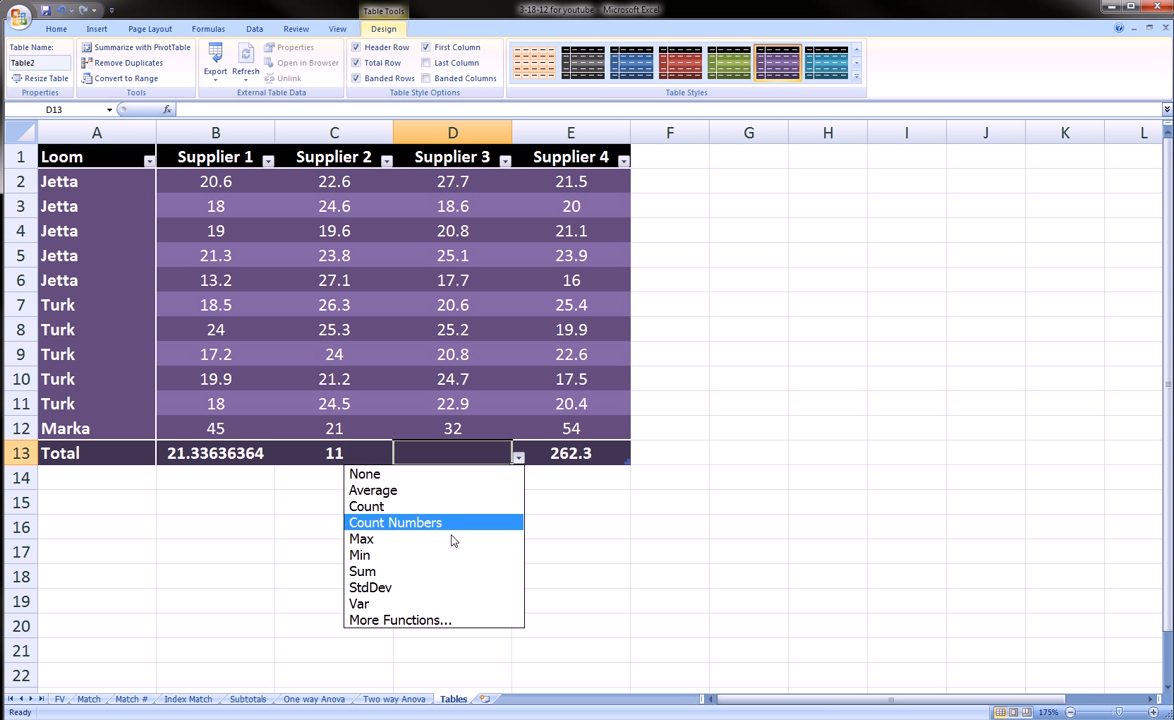 Table Tools
3-18-12 for youtube - Microsoft Excel
Home Insert Page Layout Formulas Data Review View Design
Table Name:
Table2
Resize Table
Properties
Summarize with PivotTable
Remove Duplicates
Convert to Range
Tools
Export
Refresh
Properties
Open in Browser
Unlink
External Table Data
Header Row
Total Row
Banded Rows
First Column
Last Column
Banded Columns
Table Style Options
Table Styles
D13
fx
A B C D E F G H I J K L
1 Loom Supplier 1 Supplier 2 Supplier 3 Supplier 4
2 Jetta 20.6 22.6 27.7 21.5
3 Jetta 18 24.6 18.6 20
4 Jetta 19 19.6 20.8 21.1
5 Jetta 21.3 23.8 25.1 23.9
6 Jetta 13.2 27.1 17.7 16
7 Turk 18.5 26.3 20.6 25.4
8 Turk 24 25.3 25.2 19.9
9 Turk 17.2 24 20.8 22.6
10 Turk 19.9 21.2 24.7 17.5
11 Turk 18 24.5 22.9 20.4
12 Marka 45 21 32 54
13 Total 21.33636364 11 262.3
14
15
16
17
18
19
20
21
22
None
Average
Count
Count Numbers
Max
Min
Sum
StdDev
Var
More Functions...
FV Match Match # Index Match Subtotals One way Anova Two way Anova Tables
Ready
175%